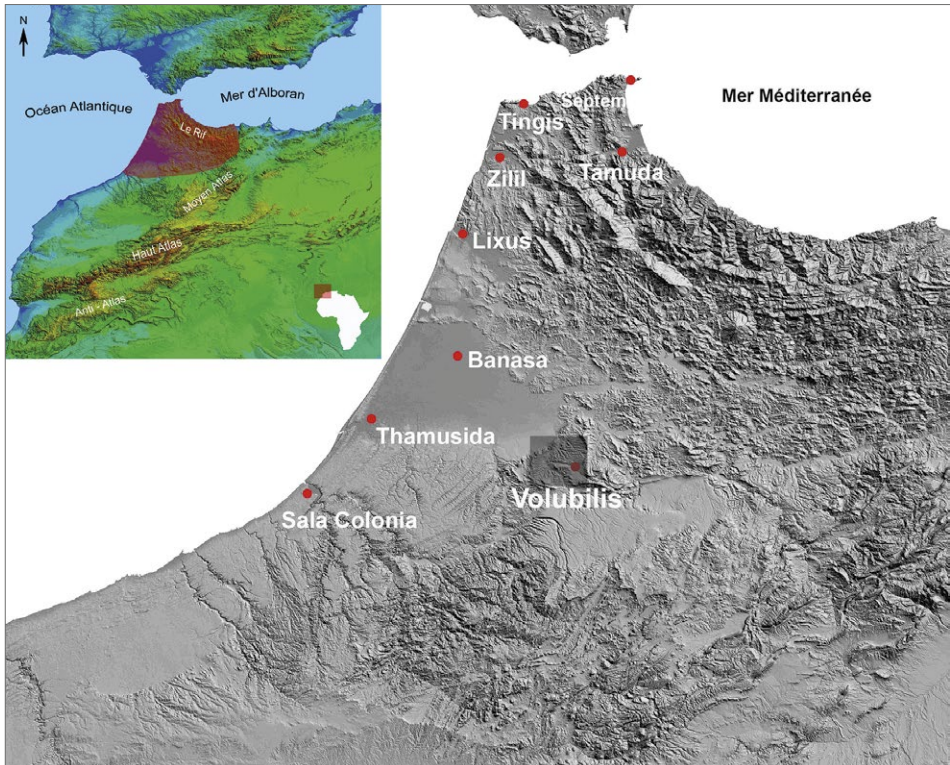 N
Océan Atlantique
Mer d'Alboran
Le Rif
Moyen Atlas
Haut Atlas
Anti - Atlas
Mer Méditerranée
Septem
Tingis
Zilil
Tamuda
Lixus
Banasa
Thamusida
Volubilis
Sala Colonia